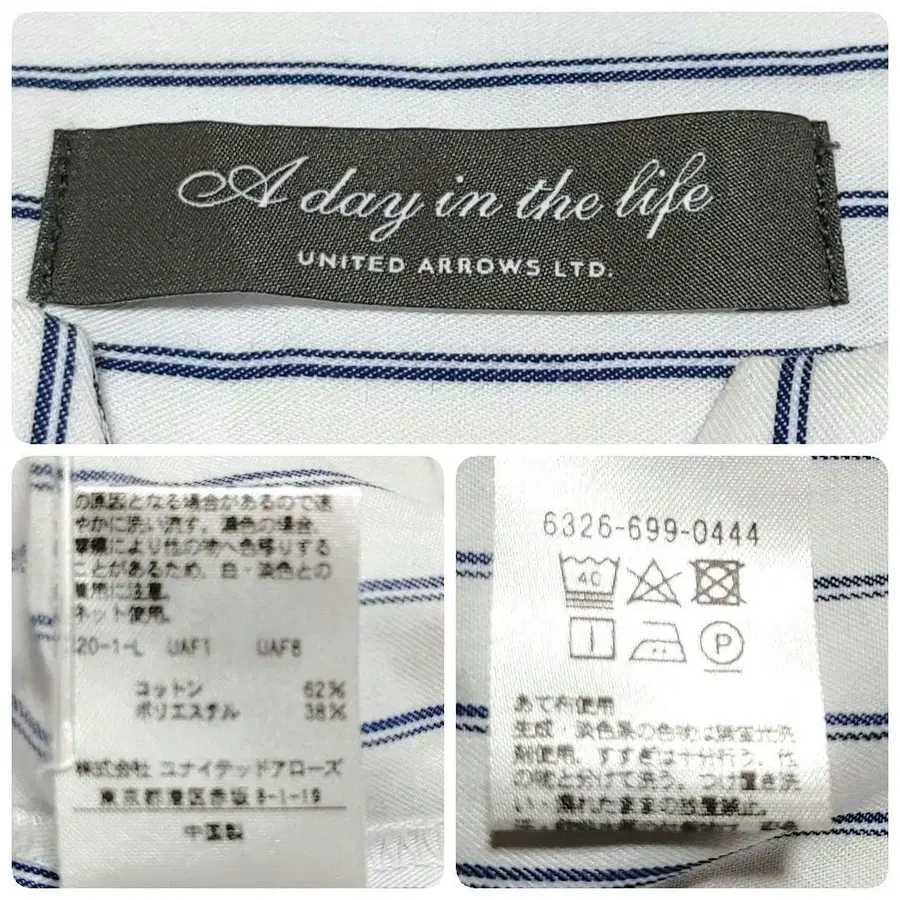 A day in the life
UNITED ARROWS LTD.
の原因となる場合があるので速
やかに洗い流す。濃色の場合、
摩擦により他の物へ色移りする
ことがあるため、白・淡色との
着用に注意。
ネット使用。
20-1-L UAF1 UAF8
コットン 62%
ポリエステル 38%
株式会社 ユナイテッドアローズ
東京都港区赤坂8-1-19
中国製
6326-699-0444
40
P
あて布使用
生成・淡色系の色物は無蛍光洗
剤使用。すすぎは十分行う。他
の物と分けて洗う。つけ置き洗
い・濡れたままの放置禁止。